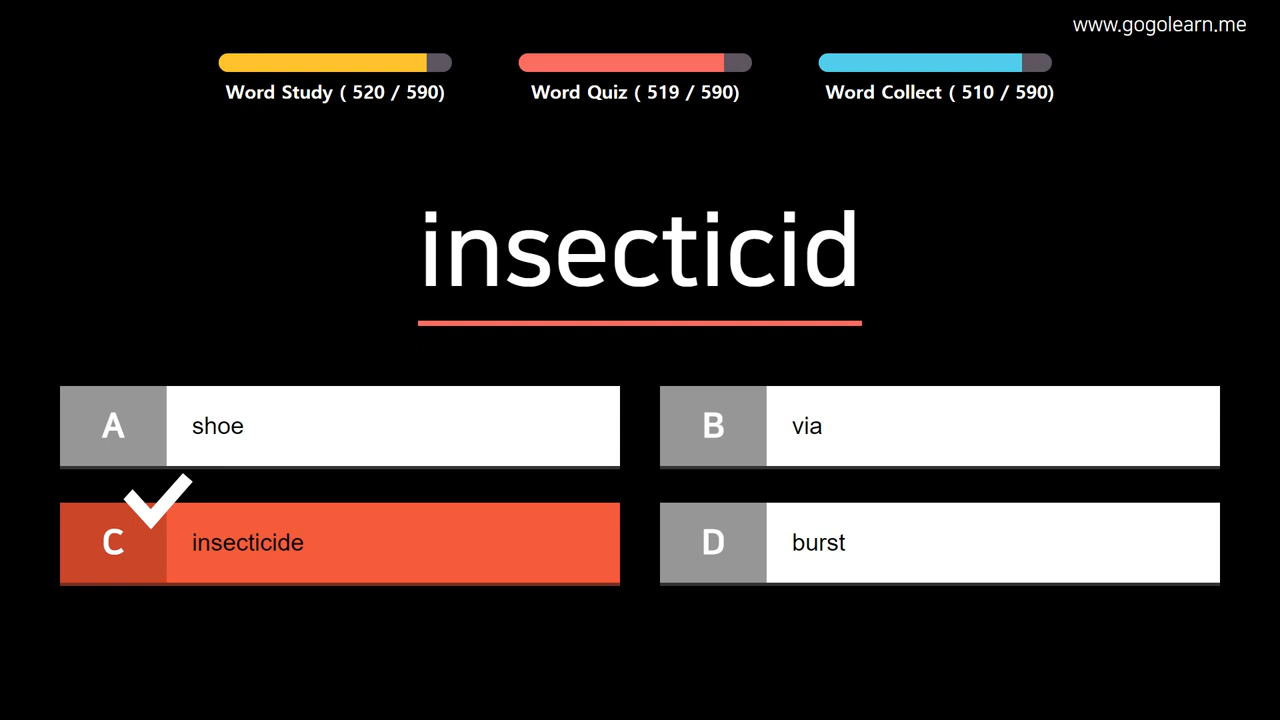 www.gogolearn.me
Word Study ( 520 / 590)
Word Quiz ( 519 / 590)
Word Collect ( 510 / 590)
insecticid
A shoe
B via
C insecticide
D burst